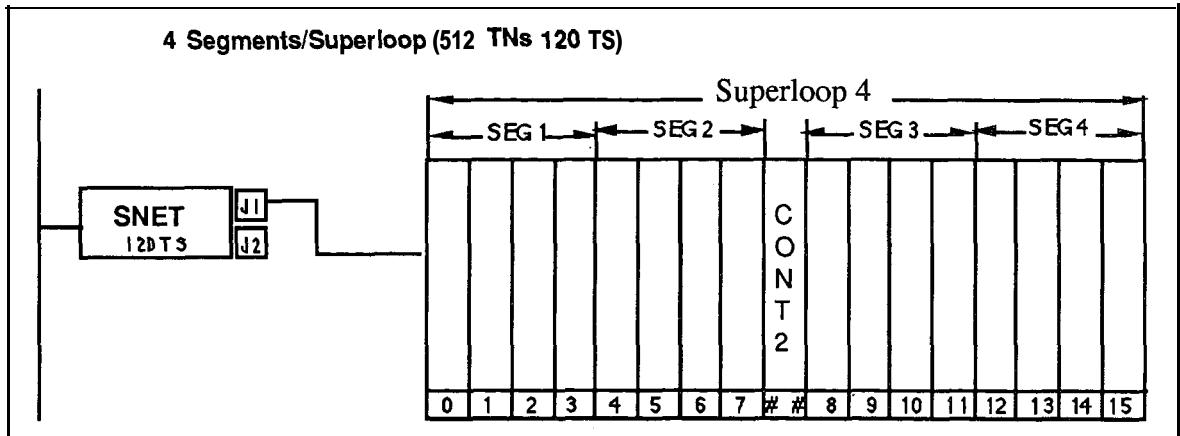 4 Segments/Superloop (512 TNs 120 TS)
Superloop 4
SEG 1 SEG 2 SEG 3 SEG 4
SNET
12DTS
J1
J2
C
O
N
T
2
0 1 2 3 4 5 6 7 # # 8 9 10 11 12 13 14 15